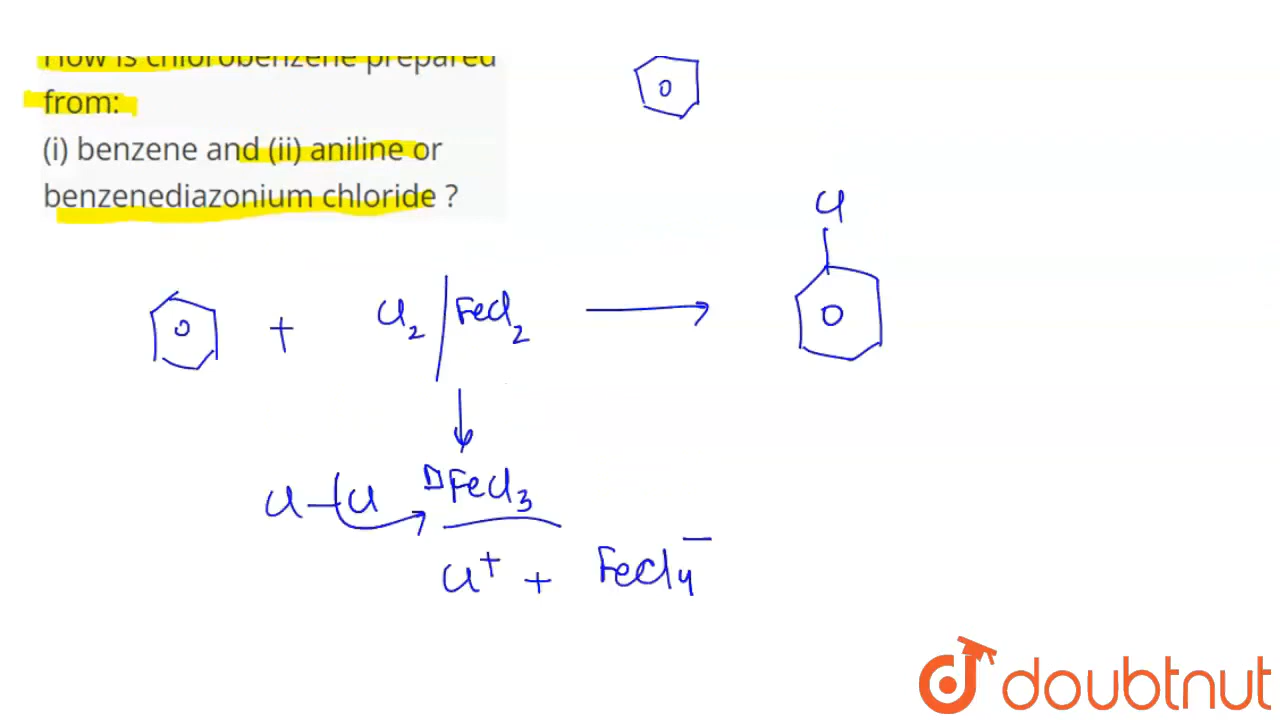 How is chlorobenzene prepared
from:
(i) benzene and (ii) aniline or
benzenediazonium chloride ?
Cl
+ Cl2 | FeCl2
Cl-Cl FeCl3
Cl+ + FeCl4-
doubtnut